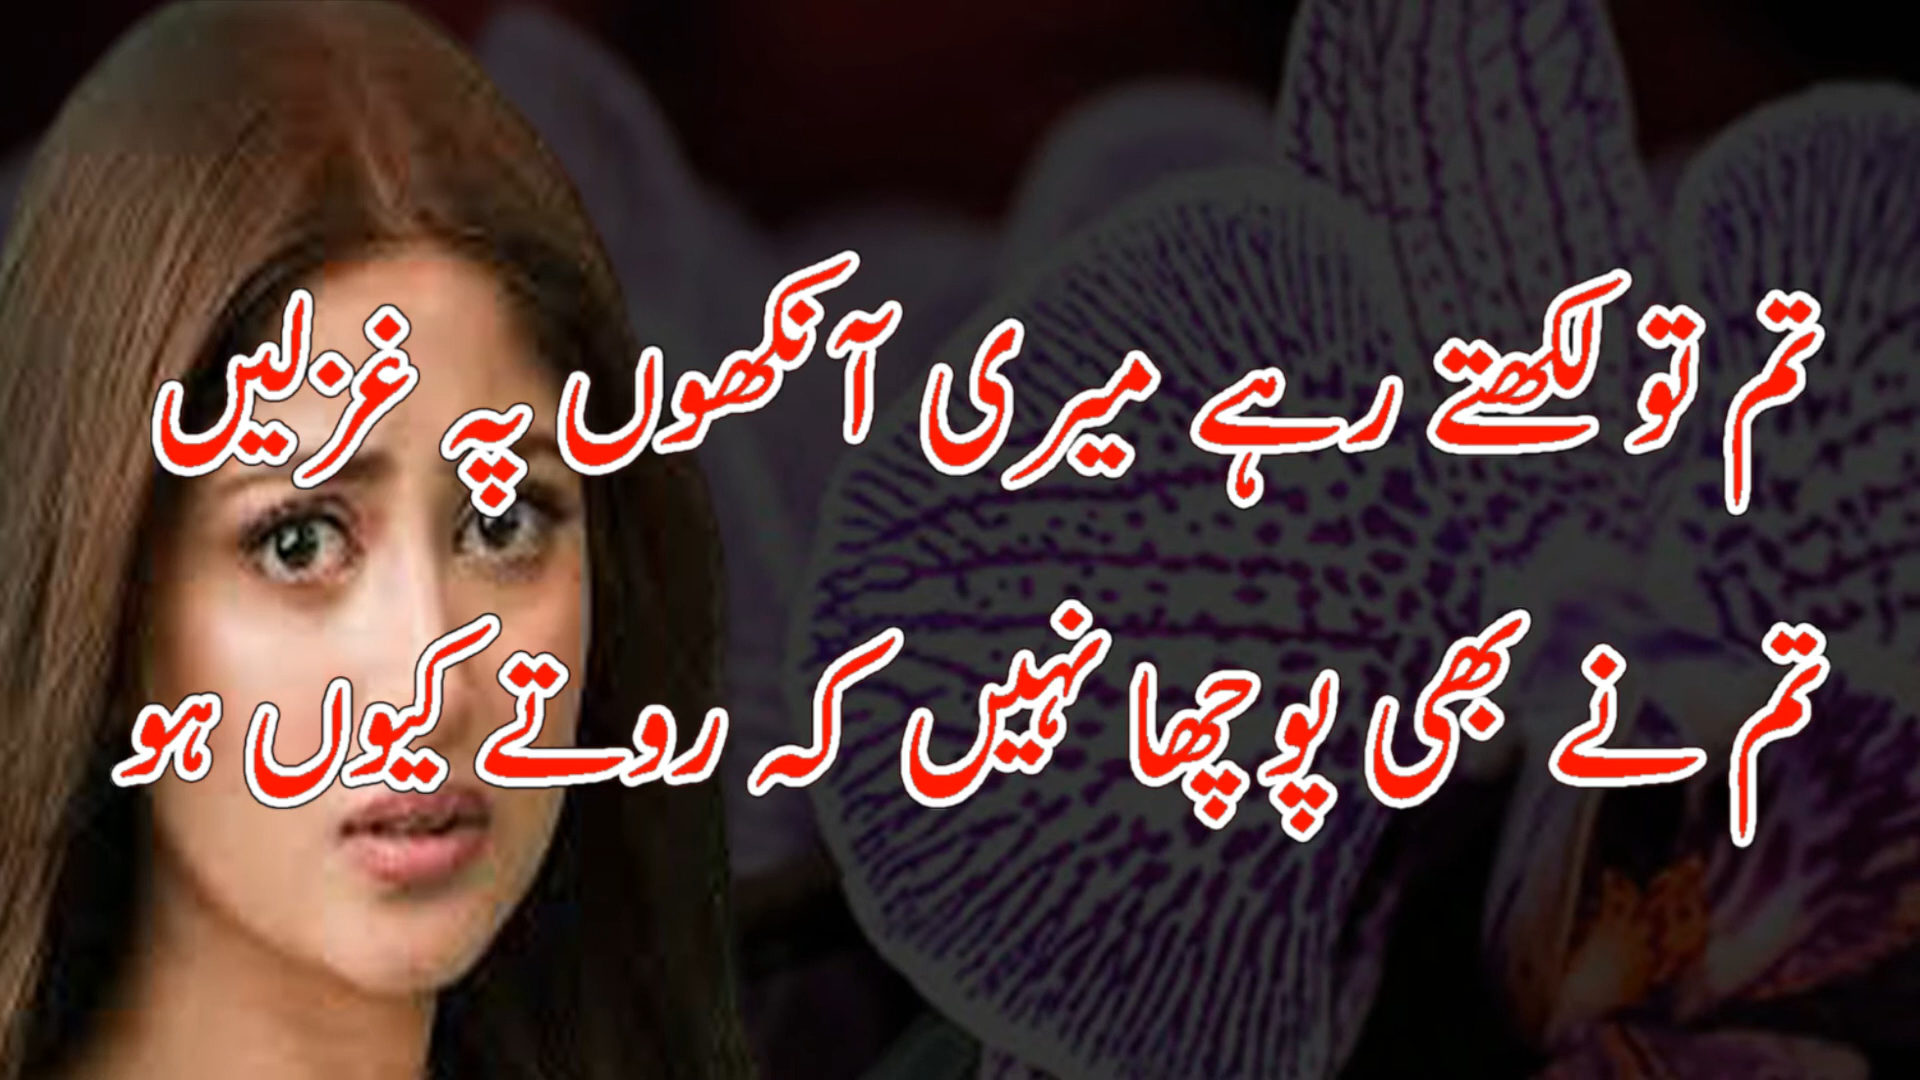 تم تو لکھتے رہے میری آنکھوں پہ غزلیں
تم نے بھی پوچھا نہیں کہ روتے کیوں ہو